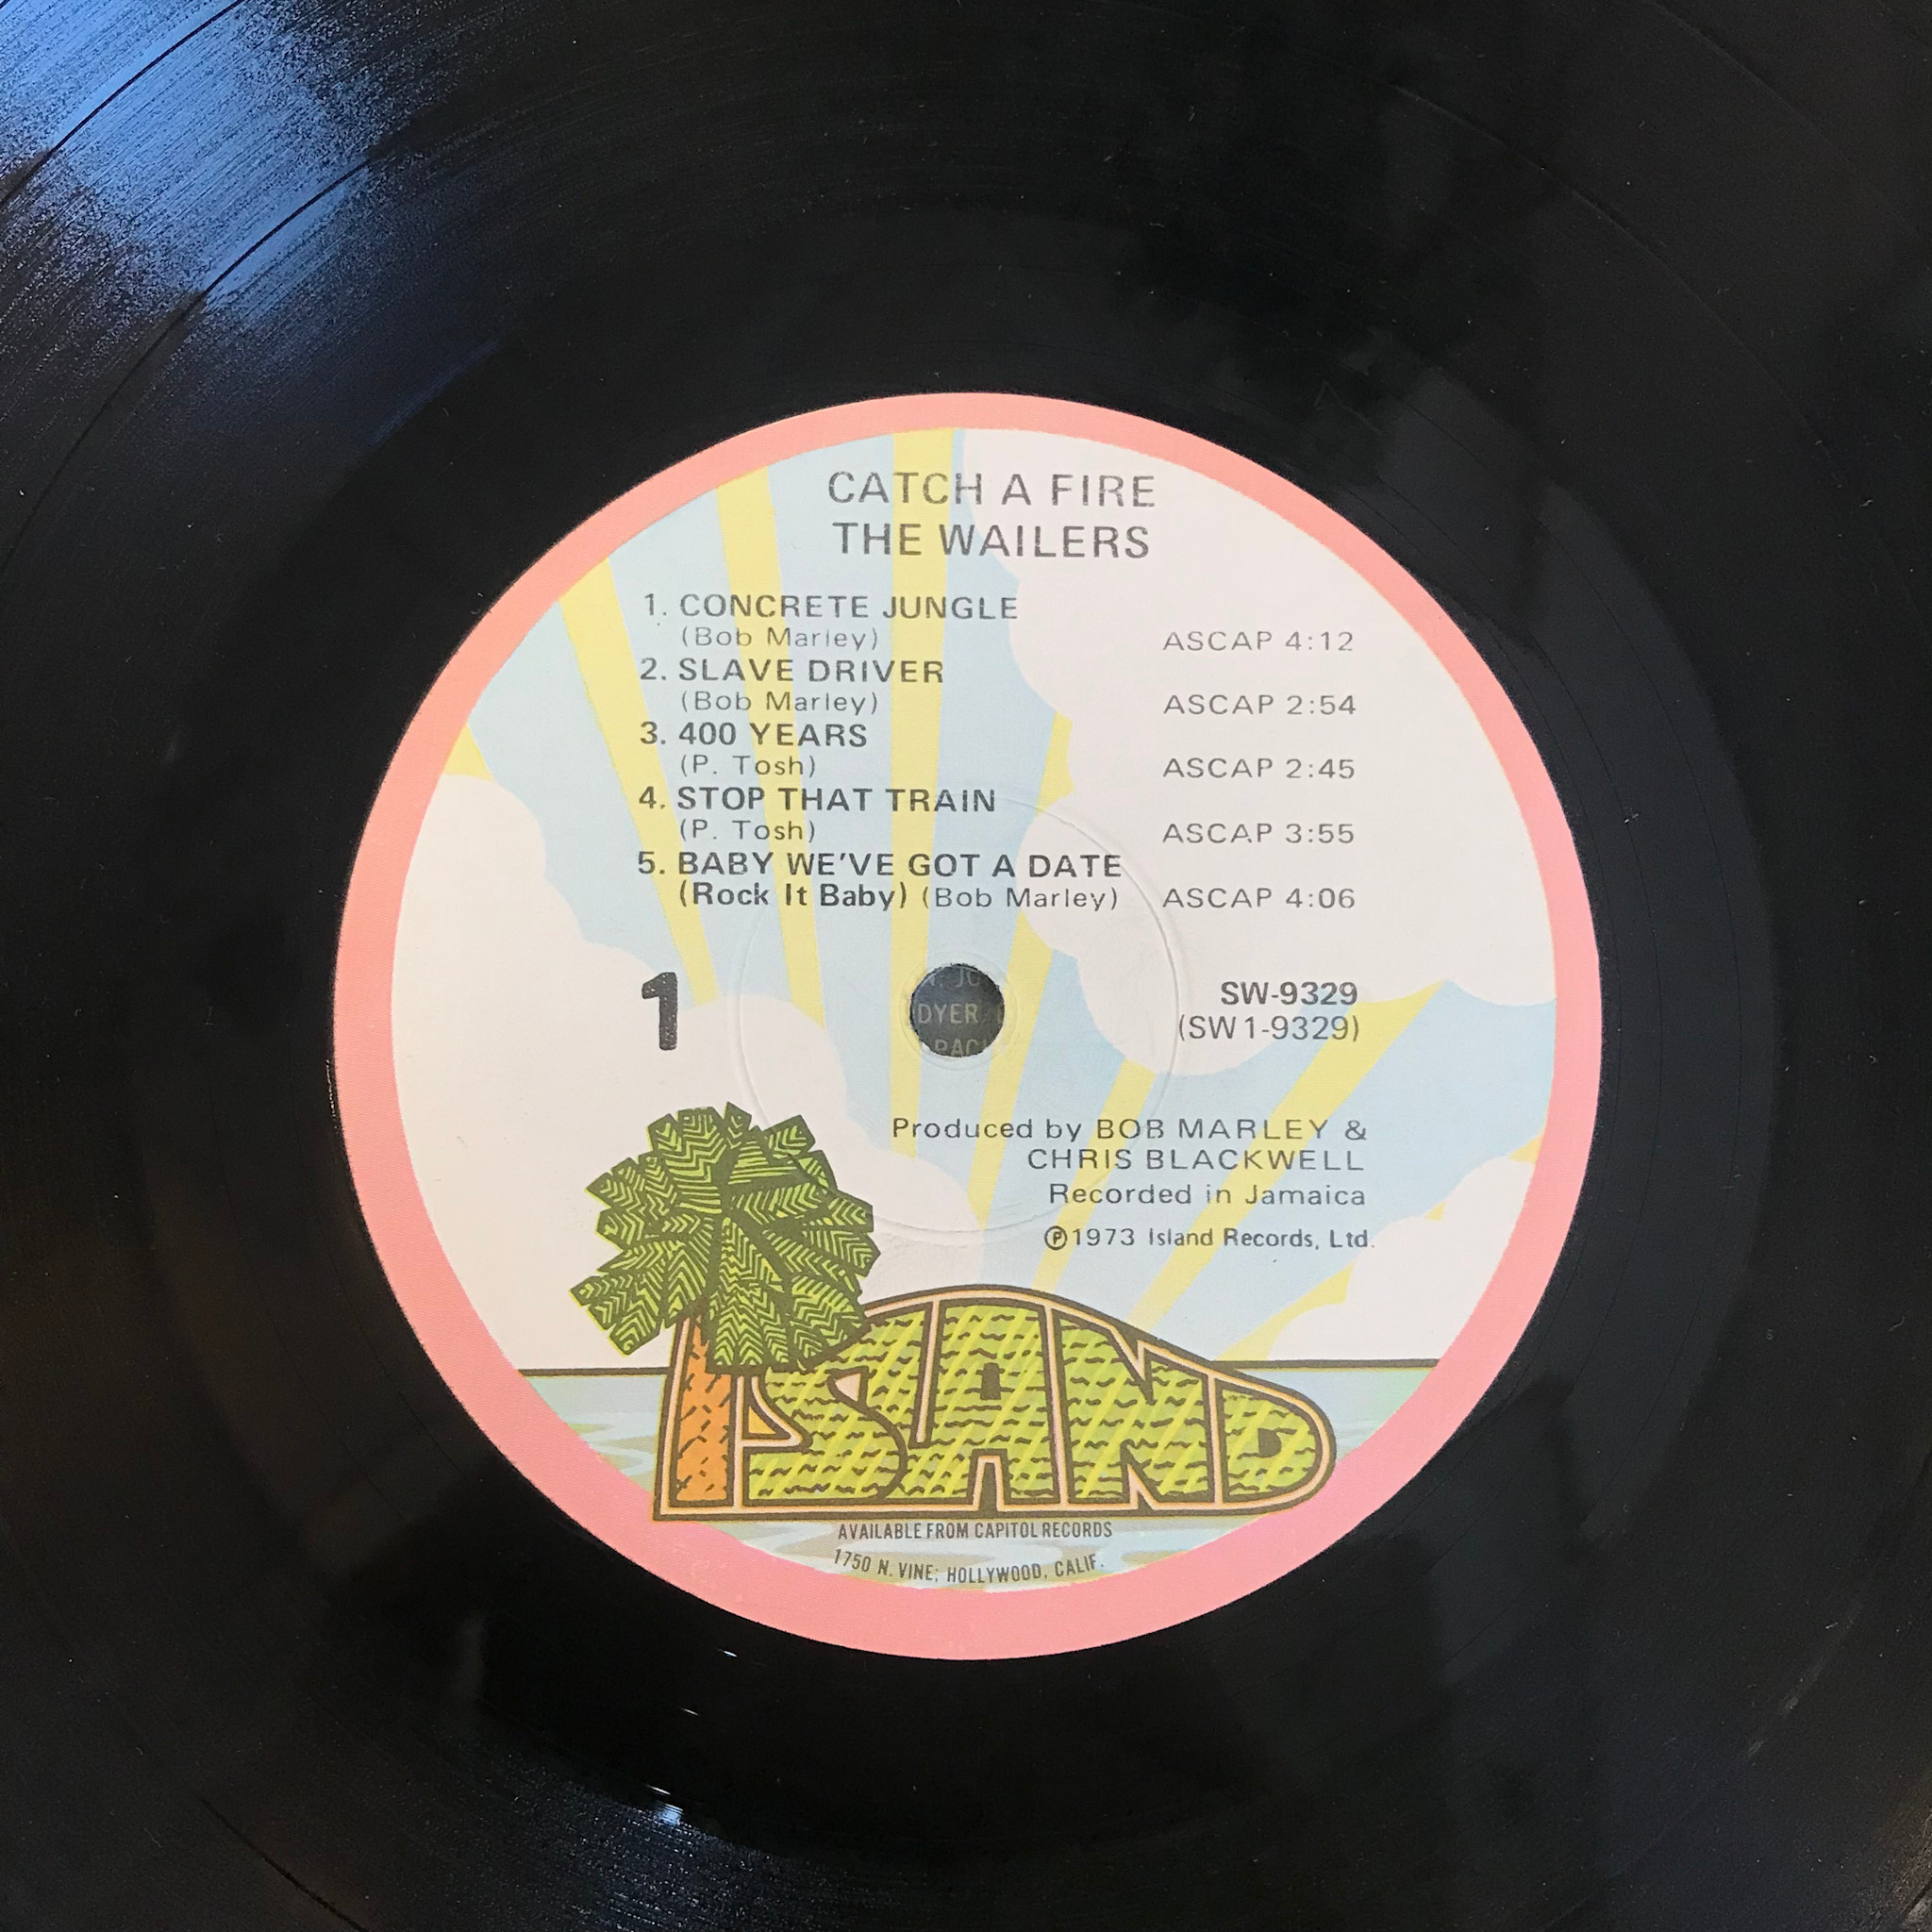 CATCH A FIRE
THE WAILERS
1. CONCRETE JUNGLE
(Bob Marley) ASCAP 4:12
2. SLAVE DRIVER
(Bob Marley) ASCAP 2:54
3. 400 YEARS
(P. Tosh) ASCAP 2:45
4. STOP THAT TRAIN
(P. Tosh) ASCAP 3:55
5. BABY WE'VE GOT A DATE
(Rock It Baby) (Bob Marley) ASCAP 4:06
1
SW-9329
(SW1-9329)
DYER
Produced by BOB MARLEY &
CHRIS BLACKWELL
Recorded in Jamaica
℗1973 Island Records, Ltd.
ISLAND
AVAILABLE FROM CAPITOL RECORDS
1750 N. VINE; HOLLYWOOD, CALIF.